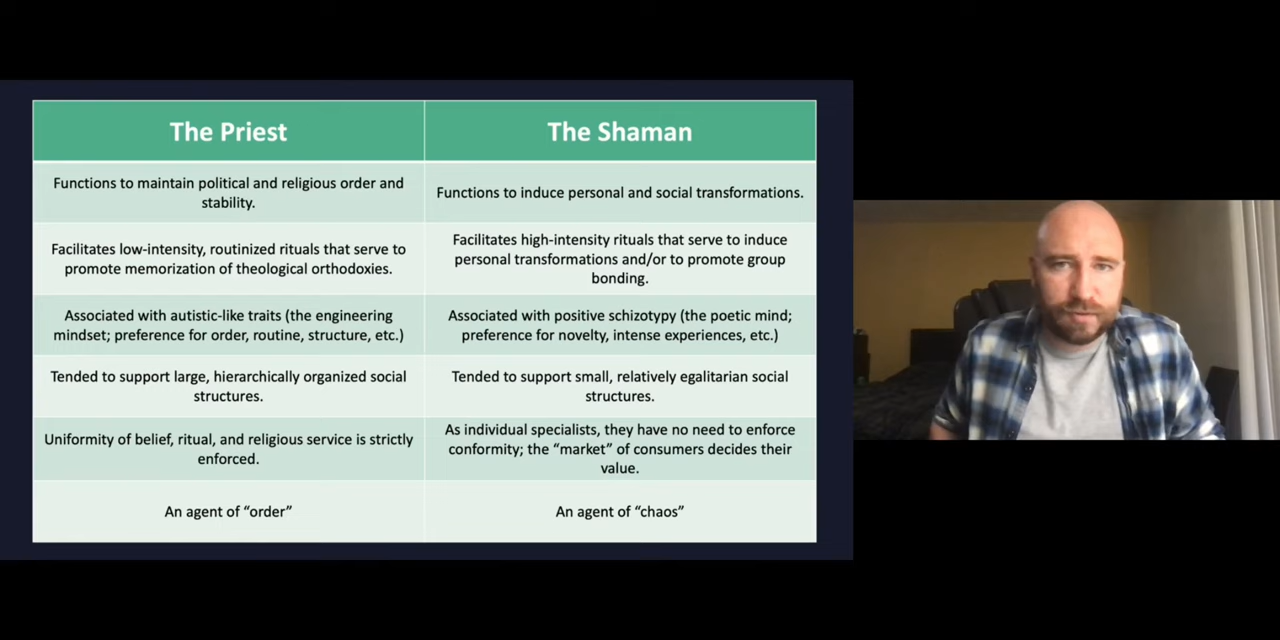 The Priest
The Shaman
Functions to maintain political and religious order and
stability.
Functions to induce personal and social transformations.
Facilitates low-intensity, routinized rituals that serve to
promote memorization of theological orthodoxies.
Facilitates high-intensity rituals that serve to induce
personal transformations and/or to promote group
bonding.
Associated with autistic-like traits (the engineering
mindset; preference for order, routine, structure, etc.)
Associated with positive schizotypy (the poetic mind;
preference for novelty, intense experiences, etc.)
Tended to support large, hierarchically organized social
structures.
Tended to support small, relatively egalitarian social
structures.
Uniformity of belief, ritual, and religious service is strictly
enforced.
As individual specialists, they have no need to enforce
conformity; the “market” of consumers decides their
value.
An agent of “order”
An agent of “chaos”